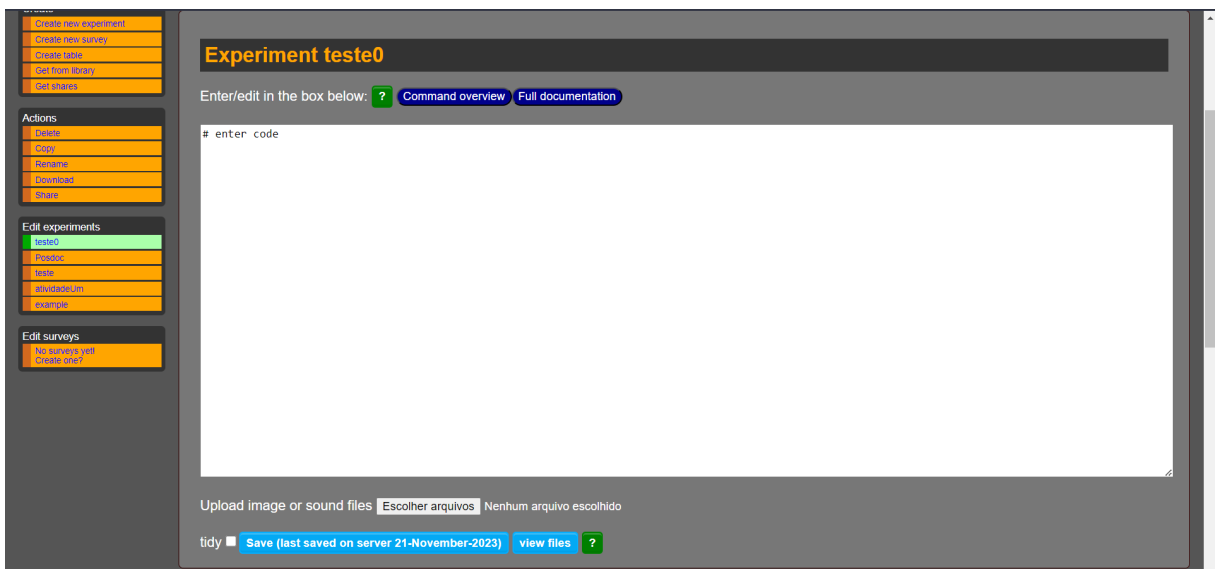 Create new experiment
Create new survey
Create table
Get from library
Get shares
Actions
Delete
Copy
Rename
Download
Share
Edit experiments
teste0
Posdoc
teste
atividadeUm
example
Edit surveys
No surveys yet!
Create one?
Experiment teste0
Enter/edit in the box below: ? Command overview Full documentation
# enter code
Upload image or sound files Escolher arquivos Nenhum arquivo escolhido
tidy Save (last saved on server 21-November-2023) view files ?